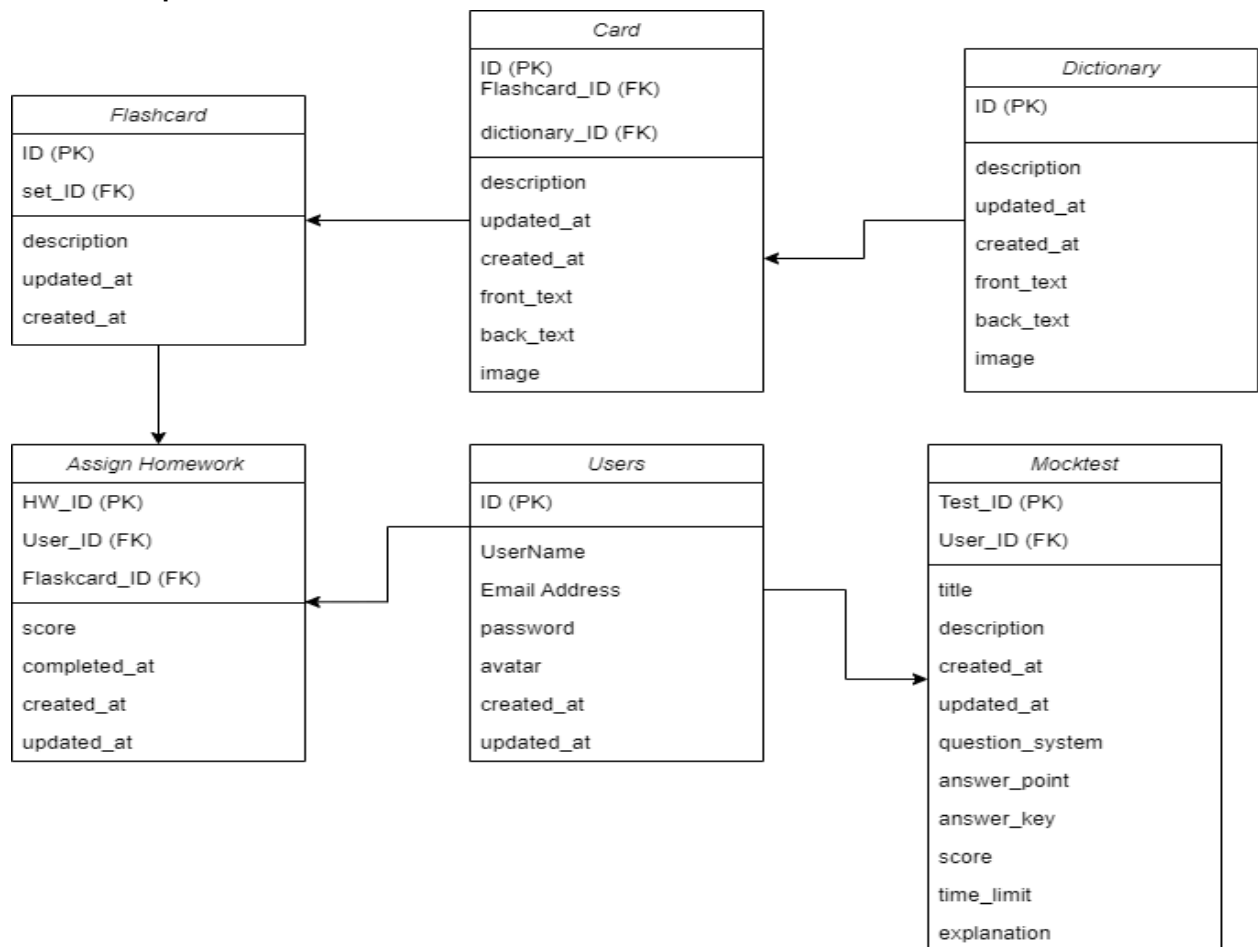 Card
ID (PK)
Flashcard_ID (FK)
dictionary_ID (FK)
description
updated_at
created_at
front_text
back_text
image
Dictionary
ID (PK)
description
updated_at
created_at
front_text
back_text
image
Flashcard
ID (PK)
set_ID (FK)
description
updated_at
created_at
Assign Homework
HW_ID (PK)
User_ID (FK)
Flaskcard_ID (FK)
score
completed_at
created_at
updated_at
Users
ID (PK)
UserName
Email Address
password
avatar
created_at
updated_at
Mocktest
Test_ID (PK)
User_ID (FK)
title
description
created_at
updated_at
question_system
answer_point
answer_key
score
time_limit
explanation